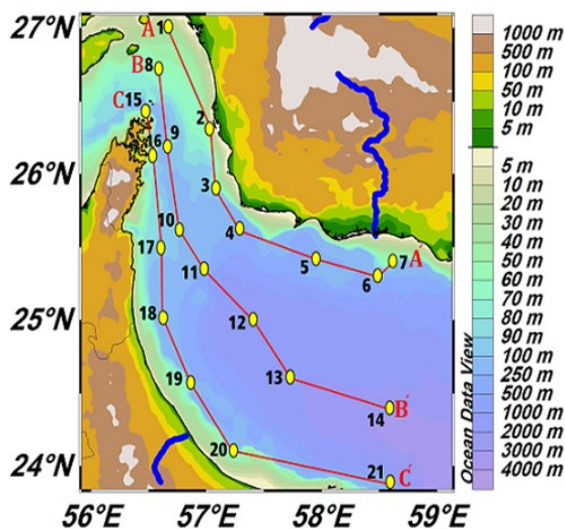 27°N
26°N
25°N
24°N
56°E 57°E 58°E 59°E
A 1
B 8
C 15
2
9
16
3
4
10
17
5
A
7
6
11
18
12
13
19
14 B'
20
21 C'
1000 m
500 m
100 m
50 m
10 m
5 m
5 m
10 m
20 m
30 m
40 m
50 m
60 m
70 m
80 m
90 m
100 m
250 m
500 m
1000 m
2000 m
3000 m
4000 m
Ocean Data View